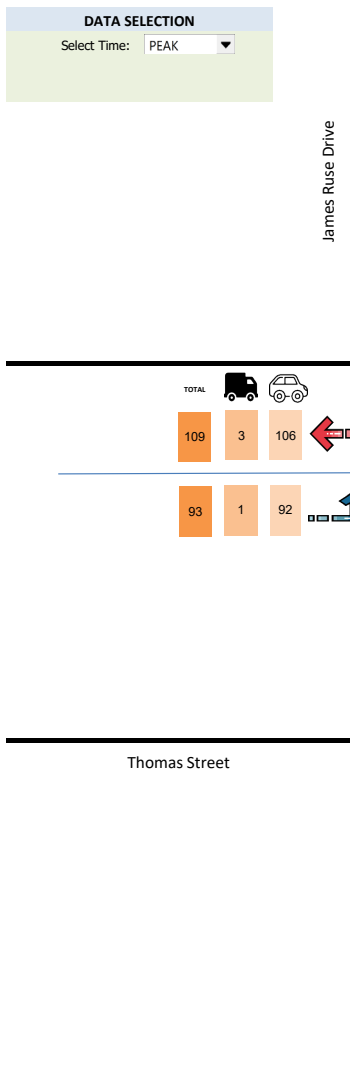 DATA SELECTION
Select Time: PEAK
James Ruse Drive
TOTAL
109 3 106
93 1 92
Thomas Street